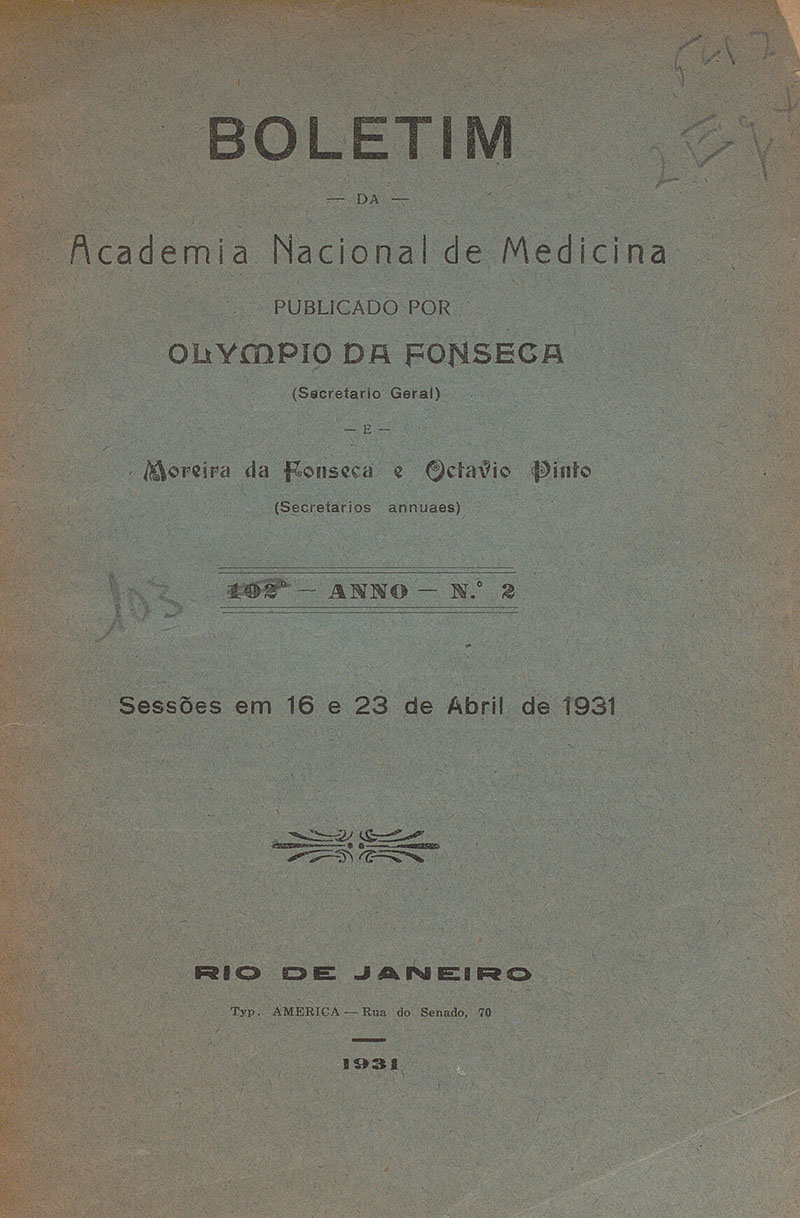 BOLETIM
— DA —
Academia Nacional de Medicina
PUBLICADO POR
OLYMPIO DA FONSECA
(Secretario Geral)
— E —
Moreira da Fonseca e Octavio Pinto
(Secretarios annuaes)
103
102º — ANNO — N.º 2
Sessões em 16 e 23 de Abril de 1931
RIO DE JANEIRO
Typ. AMERICA — Rua do Senado, 70
1931